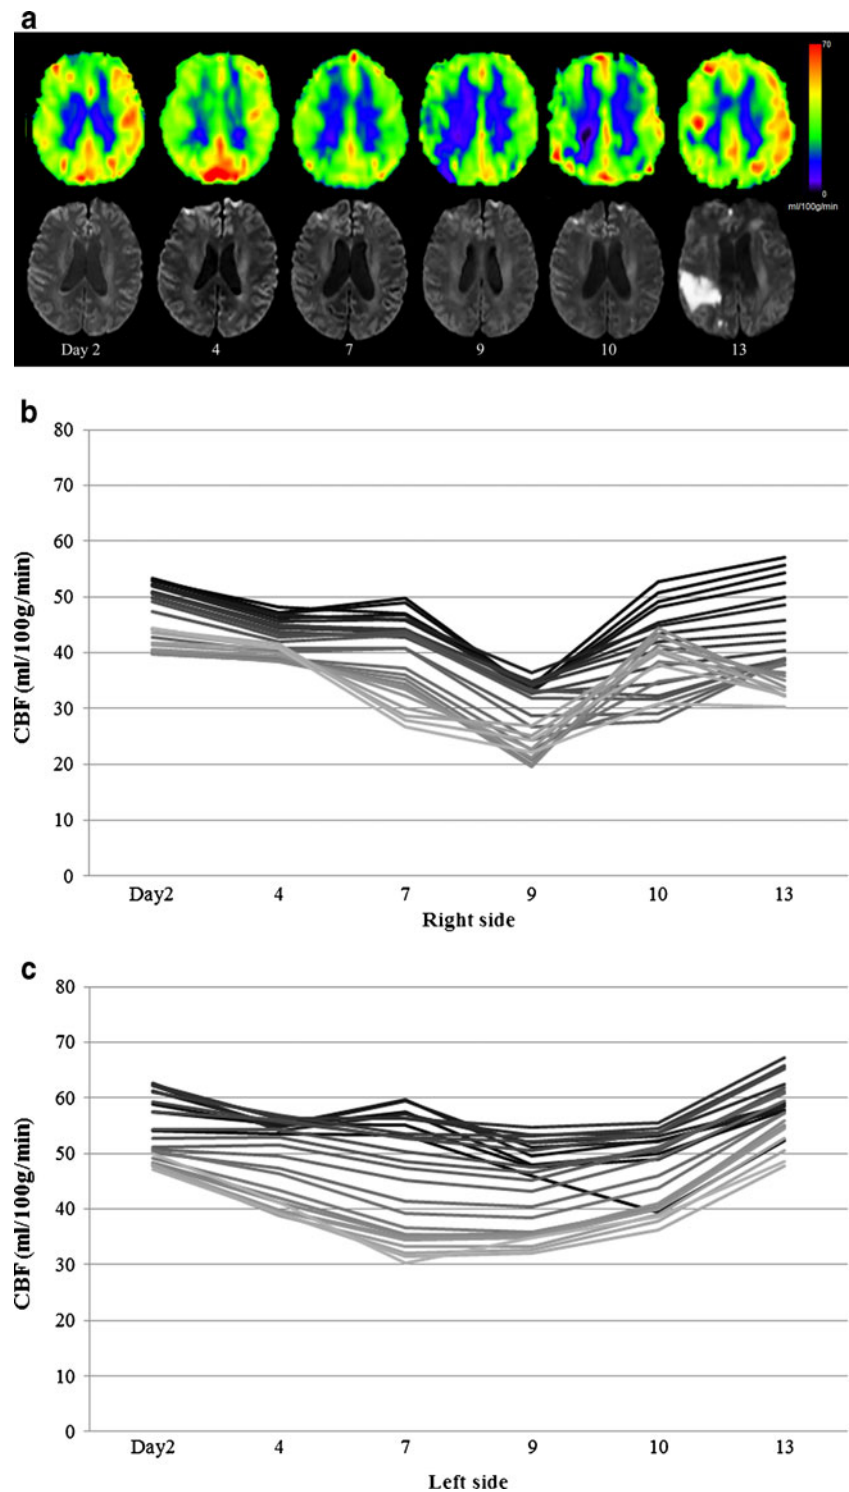 a
70
0
ml/100g/min
Day 2 4 7 9 10 13
b
80
70
60
50
40
30
20
10
0
CBF (ml/100g/min)
Day2 4 7 9 10 13
Right side
c
80
70
60
50
40
30
20
10
0
CBF (ml/100g/min)
Day2 4 7 9 10 13
Left side